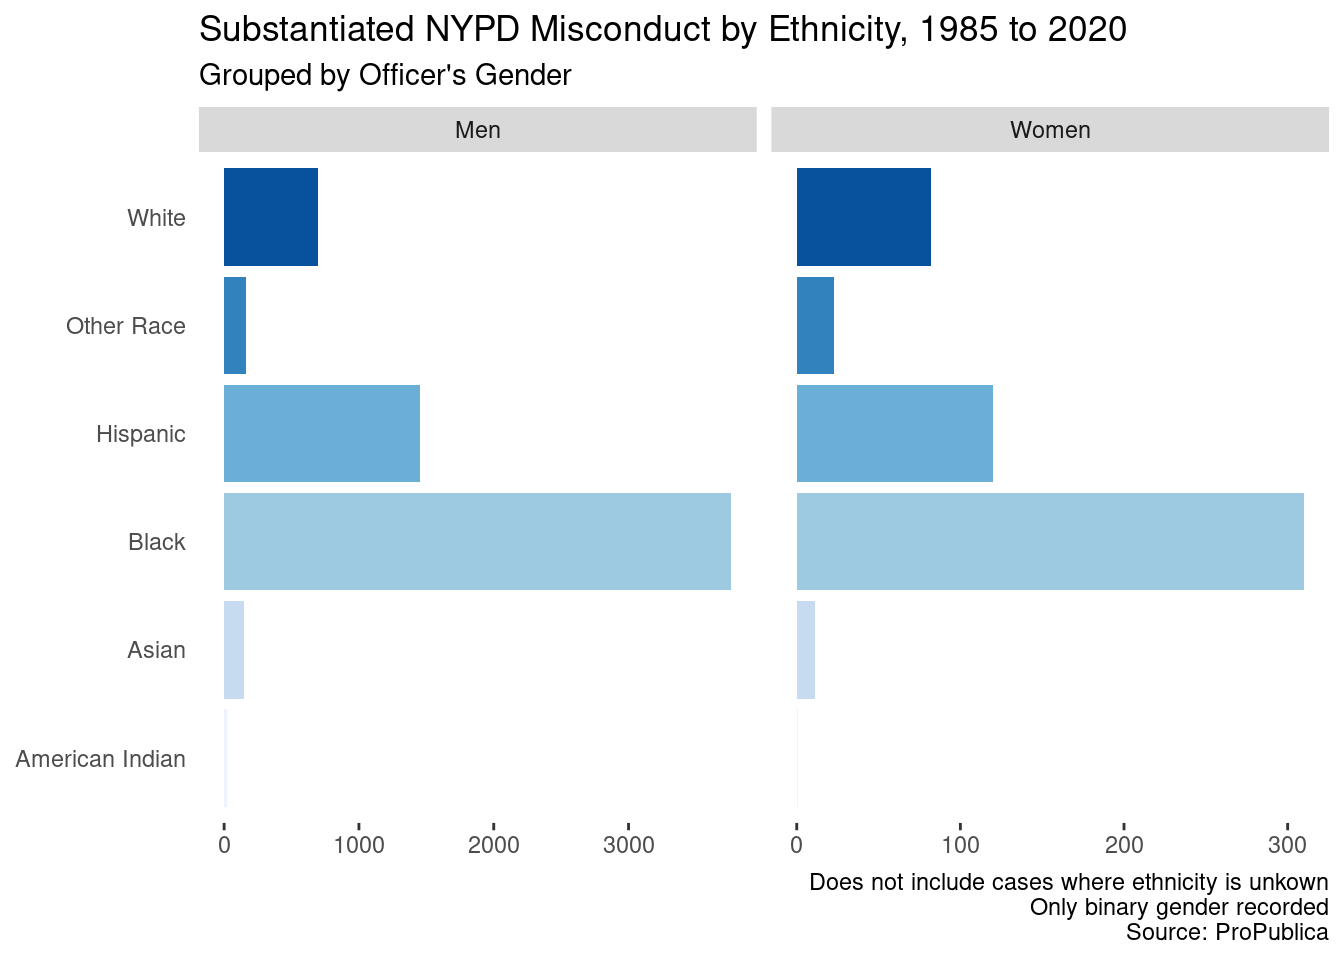 Substantiated NYPD Misconduct by Ethnicity, 1985 to 2020
Grouped by Officer's Gender
Men
Women
White
Other Race
Hispanic
Black
Asian
American Indian
0 1000 2000 3000
0 100 200 300
Does not include cases where ethnicity is unkown
Only binary gender recorded
Source: ProPublica